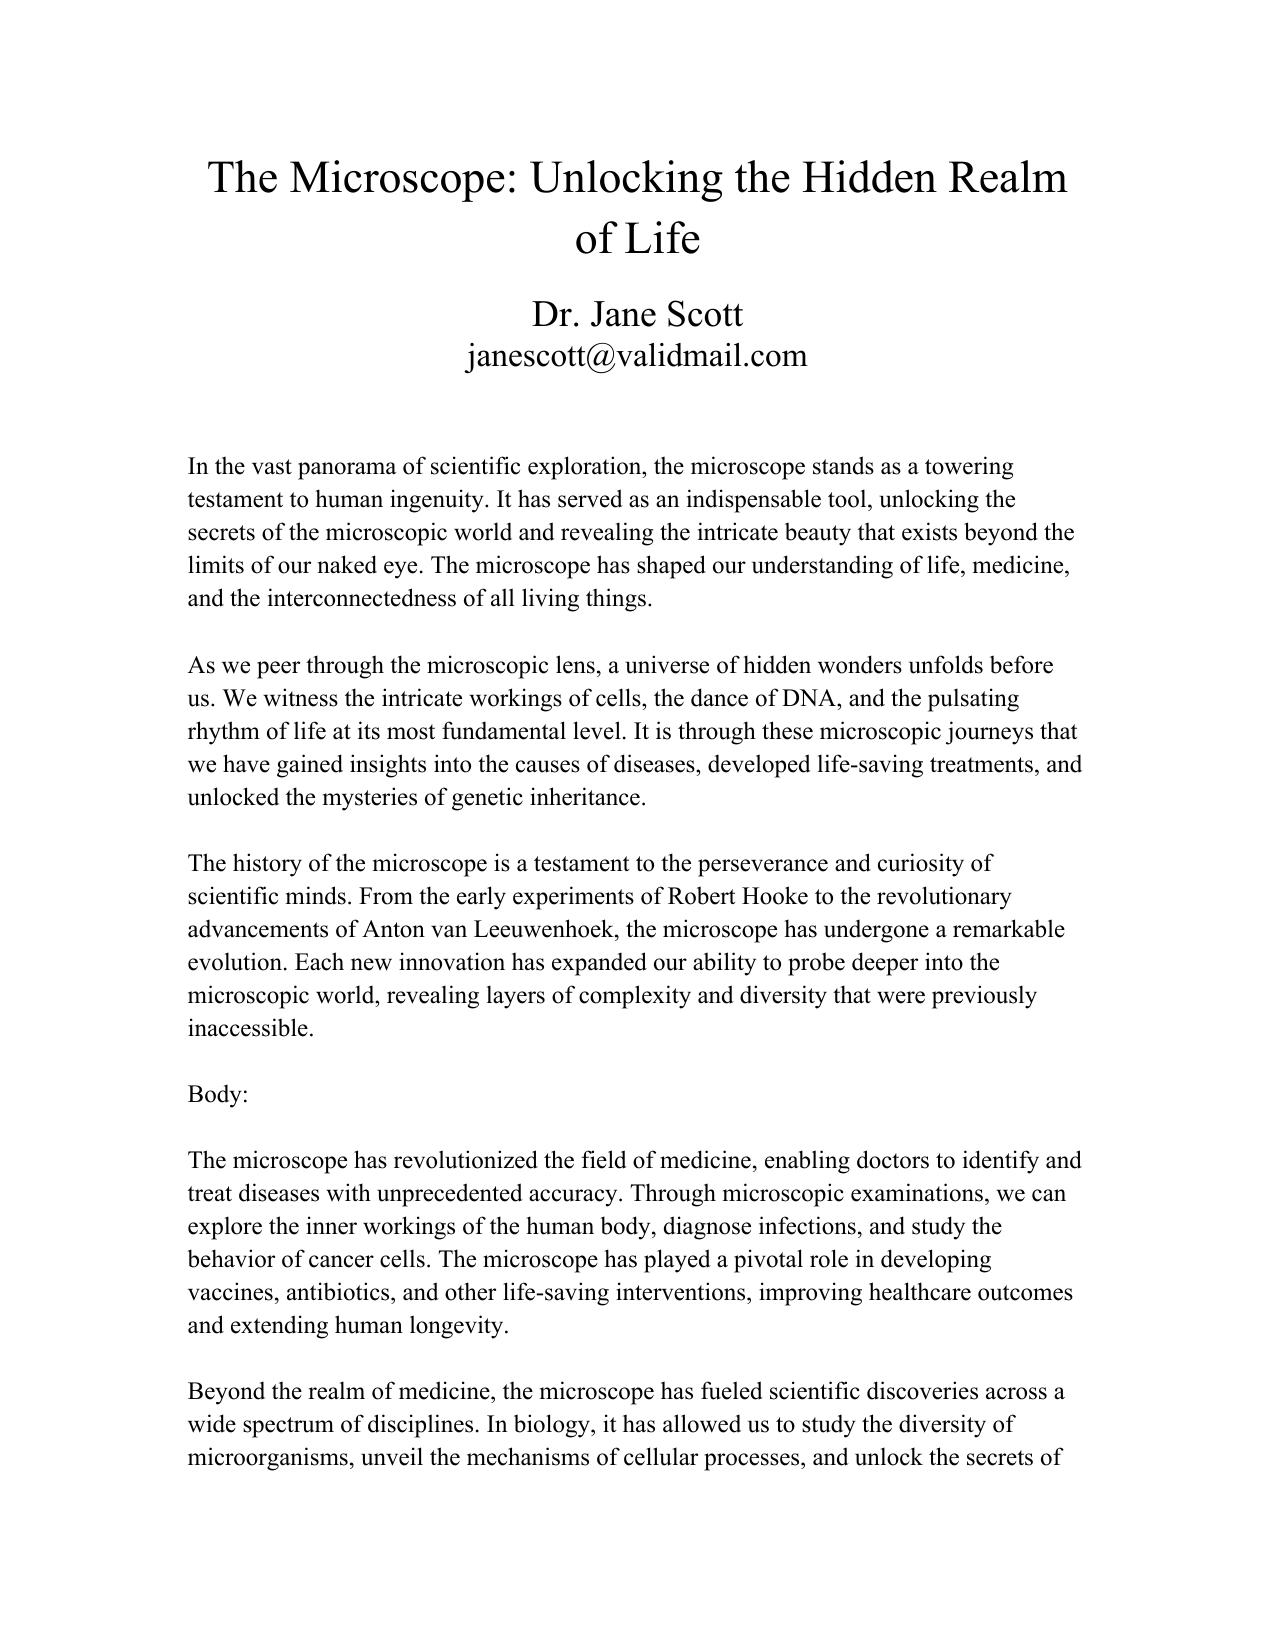 The Microscope: Unlocking the Hidden Realm
of Life
Dr. Jane Scott
janescott@validmail.com
In the vast panorama of scientific exploration, the microscope stands as a towering
testament to human ingenuity. It has served as an indispensable tool, unlocking the
secrets of the microscopic world and revealing the intricate beauty that exists beyond the
limits of our naked eye. The microscope has shaped our understanding of life, medicine,
and the interconnectedness of all living things.
As we peer through the microscopic lens, a universe of hidden wonders unfolds before
us. We witness the intricate workings of cells, the dance of DNA, and the pulsating
rhythm of life at its most fundamental level. It is through these microscopic journeys that
we have gained insights into the causes of diseases, developed life-saving treatments, and
unlocked the mysteries of genetic inheritance.
The history of the microscope is a testament to the perseverance and curiosity of
scientific minds. From the early experiments of Robert Hooke to the revolutionary
advancements of Anton van Leeuwenhoek, the microscope has undergone a remarkable
evolution. Each new innovation has expanded our ability to probe deeper into the
microscopic world, revealing layers of complexity and diversity that were previously
inaccessible.
Body:
The microscope has revolutionized the field of medicine, enabling doctors to identify and
treat diseases with unprecedented accuracy. Through microscopic examinations, we can
explore the inner workings of the human body, diagnose infections, and study the
behavior of cancer cells. The microscope has played a pivotal role in developing
vaccines, antibiotics, and other life-saving interventions, improving healthcare outcomes
and extending human longevity.
Beyond the realm of medicine, the microscope has fueled scientific discoveries across a
wide spectrum of disciplines. In biology, it has allowed us to study the diversity of
microorganisms, unveil the mechanisms of cellular processes, and unlock the secrets of